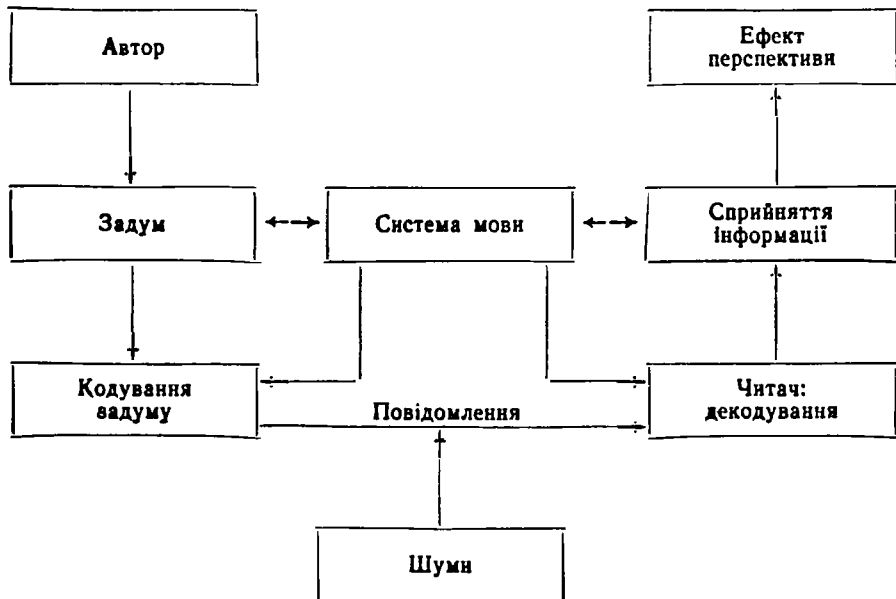 Автор
Ефект
перспективи
Задум
Система мови
Сприйняття
інформації
Кодування
задуму
Повідомлення
Читач:
декодування
Шуми